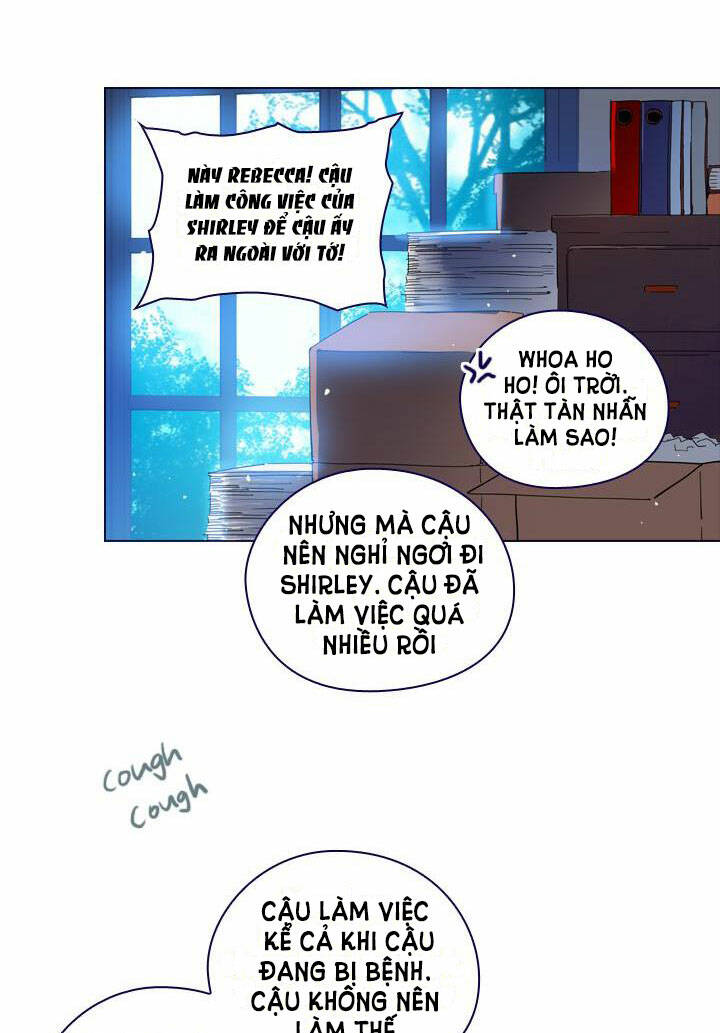 NÀY REBECCA! CẬU
LÀM CÔNG VIỆC CỦA
SHIRLEY ĐỂ CẬU ẤY
RA NGOÀI VỚI TỚ!
WHOA HO
HO! ÔI TRỜI.
THẬT TÀN NHẪN
LÀM SAO!
NHƯNG MÀ CẬU
NÊN NGHỈ NGƠI ĐI
SHIRLEY. CẬU ĐÃ
LÀM VIỆC QUÁ
NHIỀU RỒI
cough
cough
CẬU LÀM VIỆC
KỂ CẢ KHI CẬU
ĐANG BỊ BỆNH.
CẬU KHÔNG NÊN
LÀM THẾ